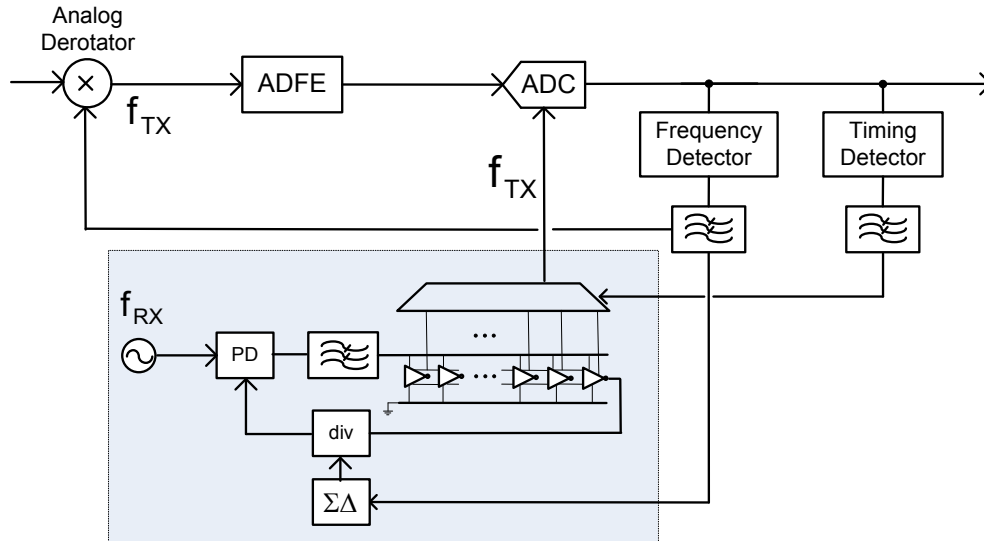 Analog
Derotator
×
f_TX
ADFE
ADC
Frequency
Detector
Timing
Detector
f_TX
f_RX
PD
...
...
div
ΣΔ